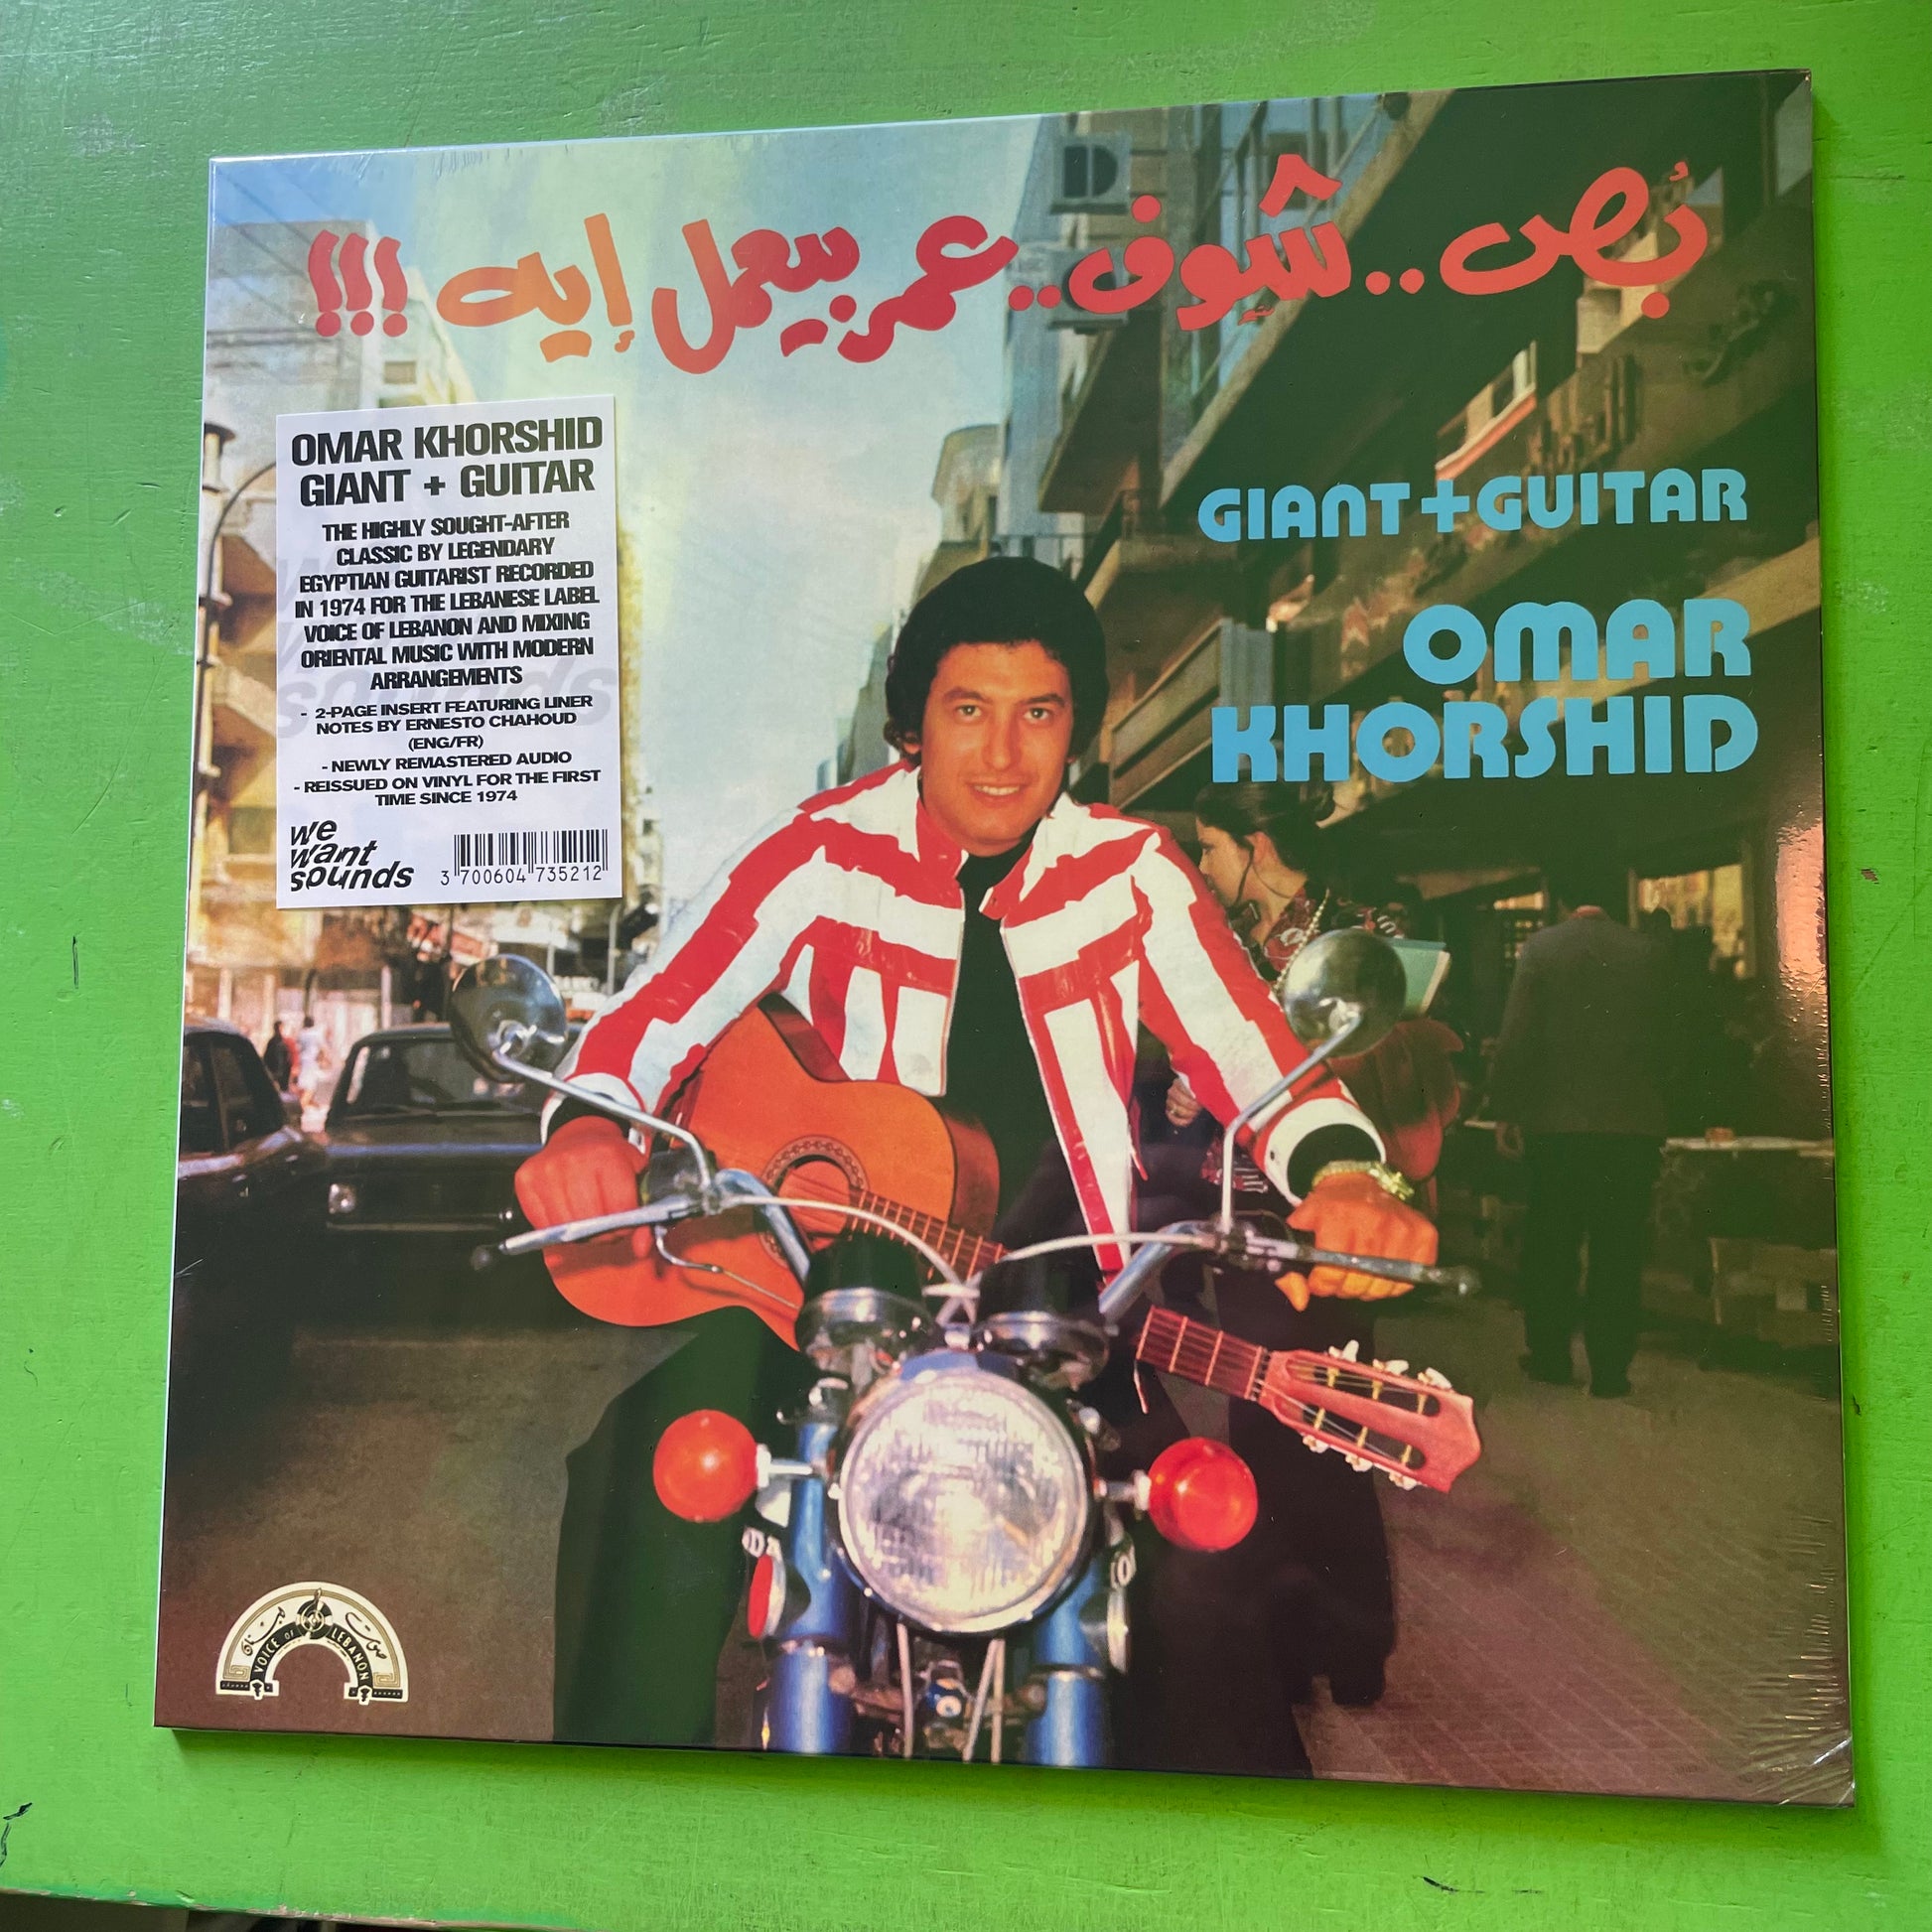 بُص.. شِوف.. عمر بيعمل إيه !!!
GIANT+GUITAR
OMAR
KHORSHID
OMAR KHORSHID
GIANT + GUITAR
THE HIGHLY SOUGHT-AFTER
CLASSIC BY LEGENDARY
EGYPTIAN GUITARIST RECORDED
IN 1974 FOR THE LEBANESE LABEL
VOICE OF LEBANON AND MIXING
ORIENTAL MUSIC WITH MODERN
ARRANGEMENTS
- 2-PAGE INSERT FEATURING LINER
NOTES BY ERNESTO CHAHOUD
(ENG/FR)
- NEWLY REMASTERED AUDIO
- REISSUED ON VINYL FOR THE FIRST
TIME SINCE 1974
we
want
sounds
3 700604 735212
VOICE of LEBANON